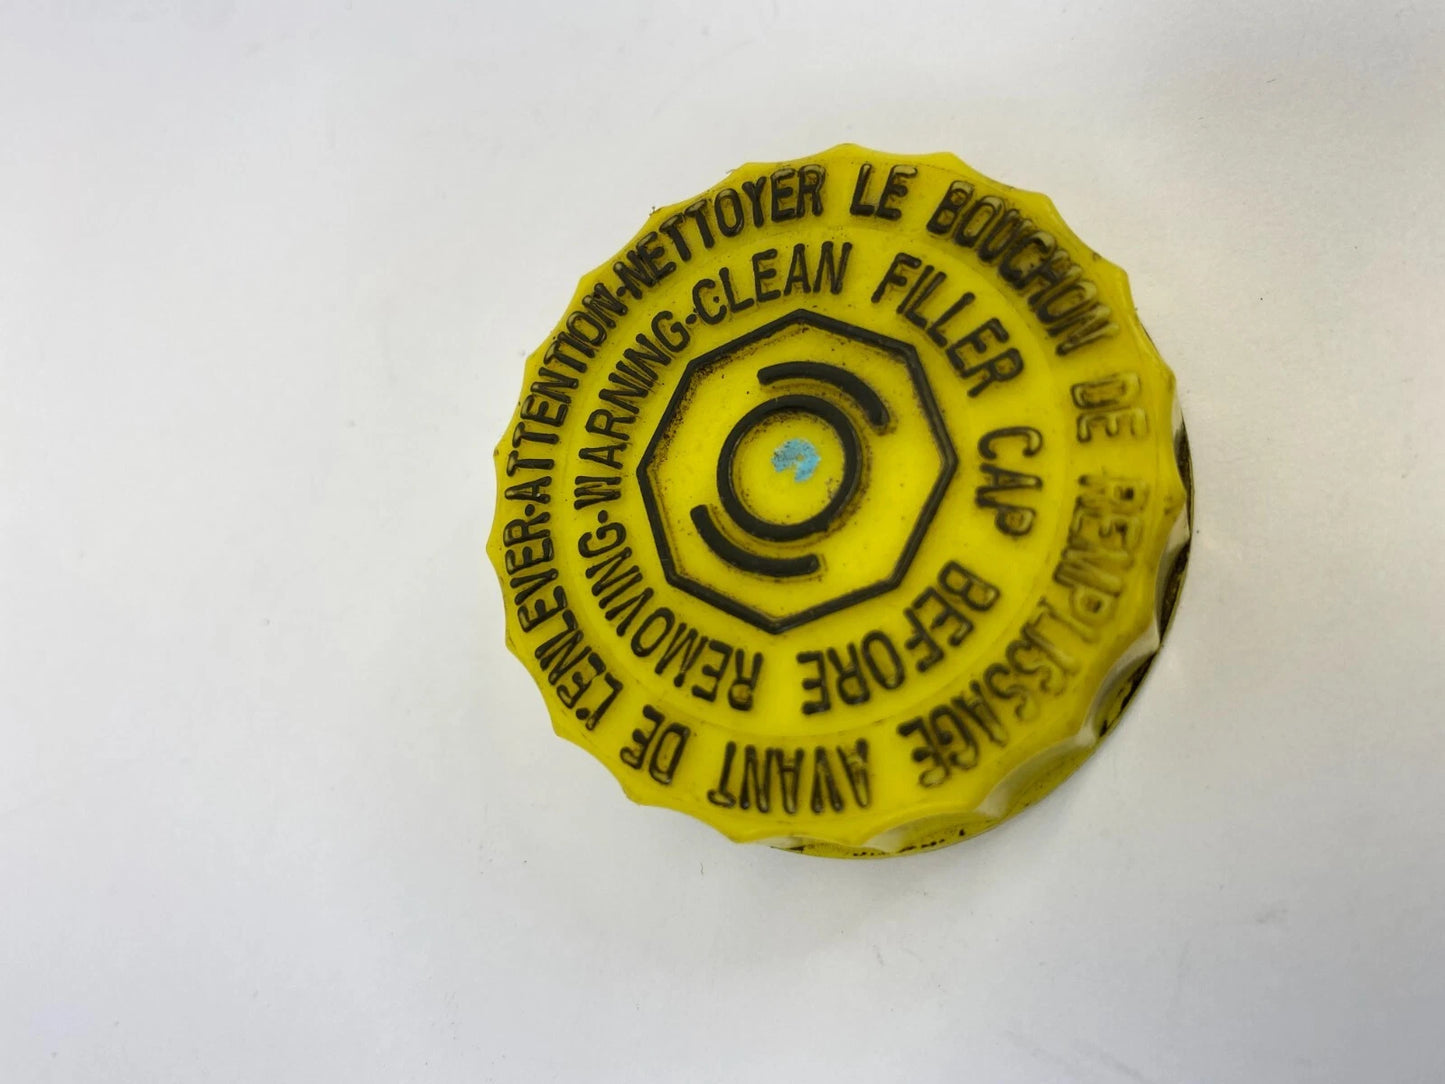 ATTENTION-NETTOYER LE BOUCHON DE REMPLISSAGE AVANT DE L'ENLEVER-
WARNING-CLEAN FILLER CAP BEFORE REMOVING-